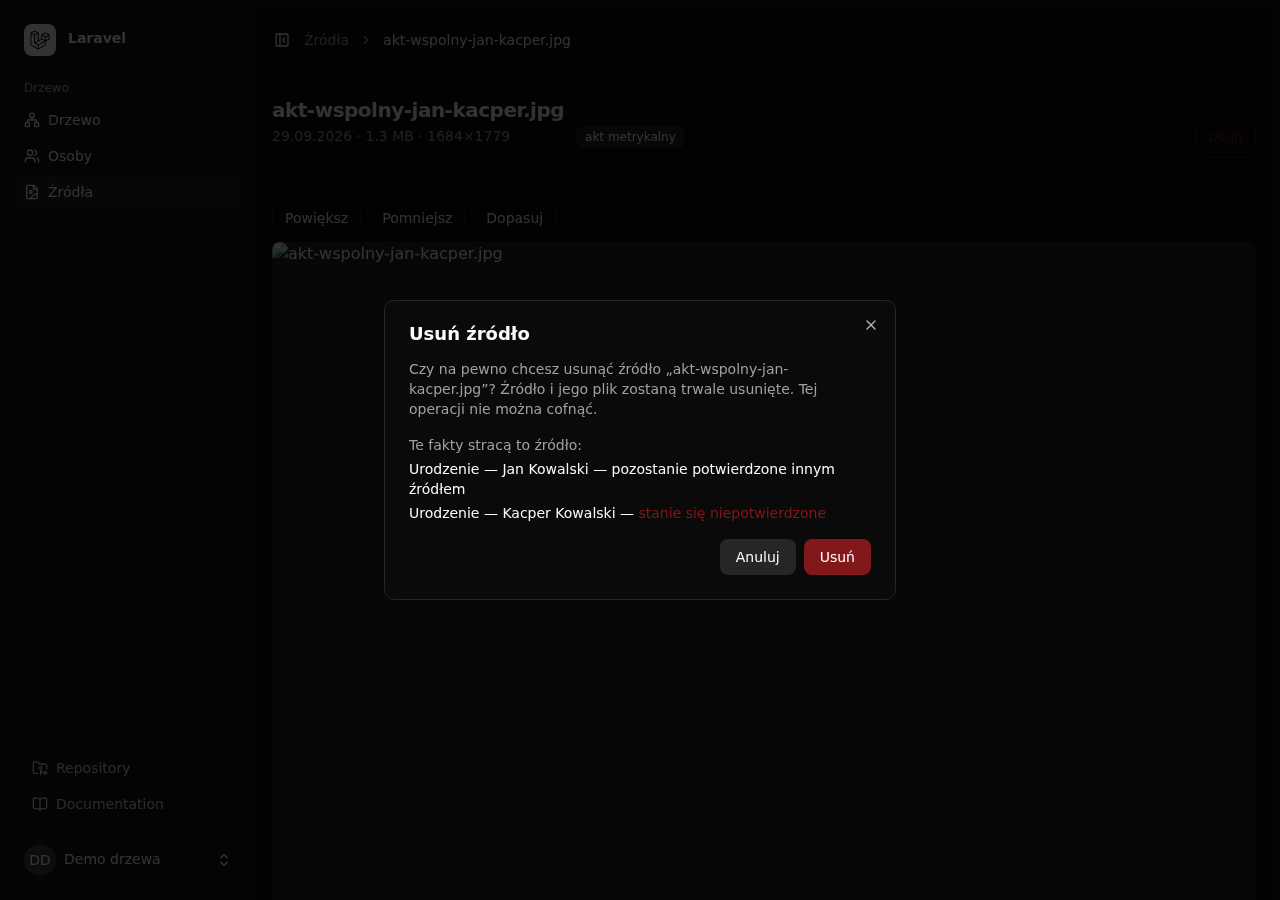 Laravel
Drzewo
Drzewo
Osoby
Źródła
Repository
Documentation
DD Demo drzewa
Źródła akt-wspolny-jan-kacper.jpg
akt-wspolny-jan-kacper.jpg
29.09.2026 · 1.3 MB · 1684×1779 akt metrykalny Usuń
Powiększ Pomniejsz Dopasuj
akt-wspolny-jan-kacper.jpg
Usuń źródło
Czy na pewno chcesz usunąć źródło „akt-wspolny-jan-
kacper.jpg”? Źródło i jego plik zostaną trwale usunięte. Tej
operacji nie można cofnąć.
Te fakty stracą to źródło:
Urodzenie — Jan Kowalski — pozostanie potwierdzone innym
źródłem
Urodzenie — Kacper Kowalski — stanie się niepotwierdzone
Anuluj Usuń